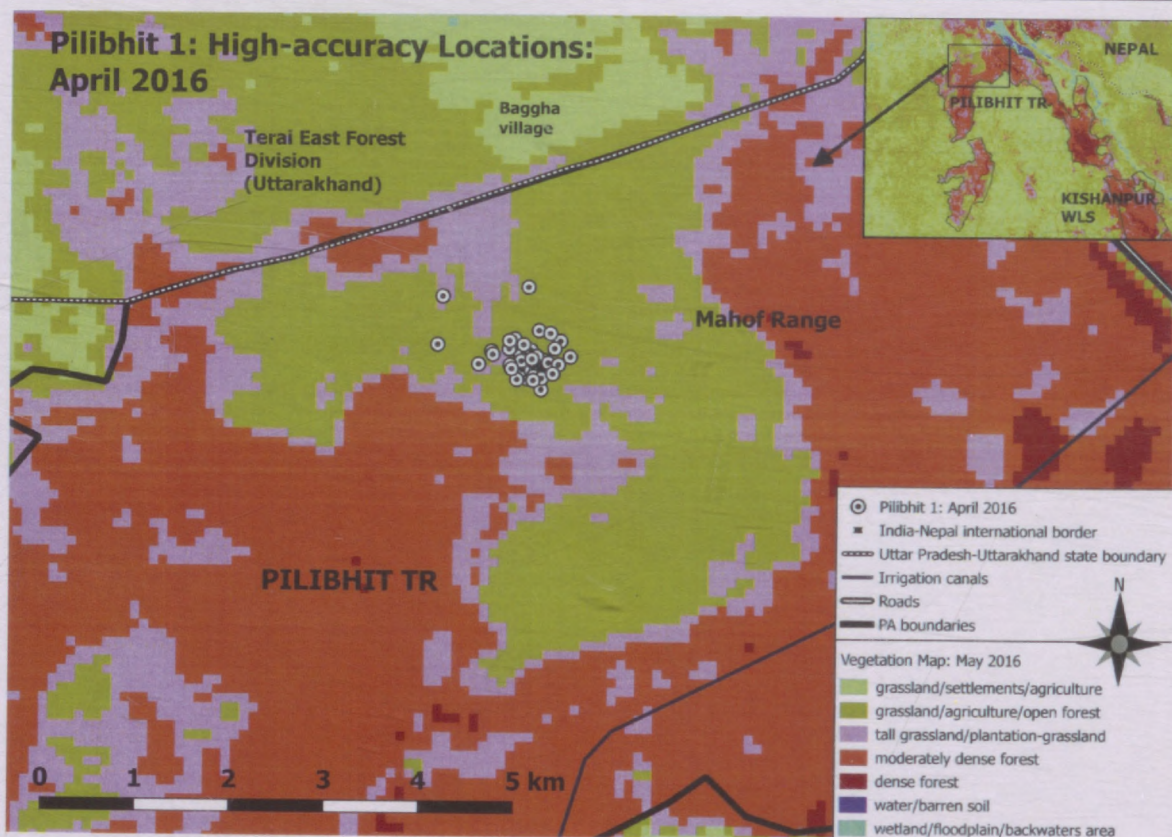 Pilibhit 1: High-accuracy Locations:
April 2016
Terai East Forest
Division
(Uttarakhand)
Baggha
village
NEPAL
PILIBHIT TR
KISHANPUR
WLS
Mahof Range
PILIBHIT TR
0 1 2 3 4 5 km
Pilibhit 1: April 2016
India-Nepal international border
Uttar Pradesh-Uttarakhand state boundary
Irrigation canals
Roads
PA boundaries
N
Vegetation Map: May 2016
grassland/settlements/agriculture
grassland/agriculture/open forest
tall grassland/plantation-grassland
moderately dense forest
dense forest
water/barren soil
wetland/floodplain/backwaters area